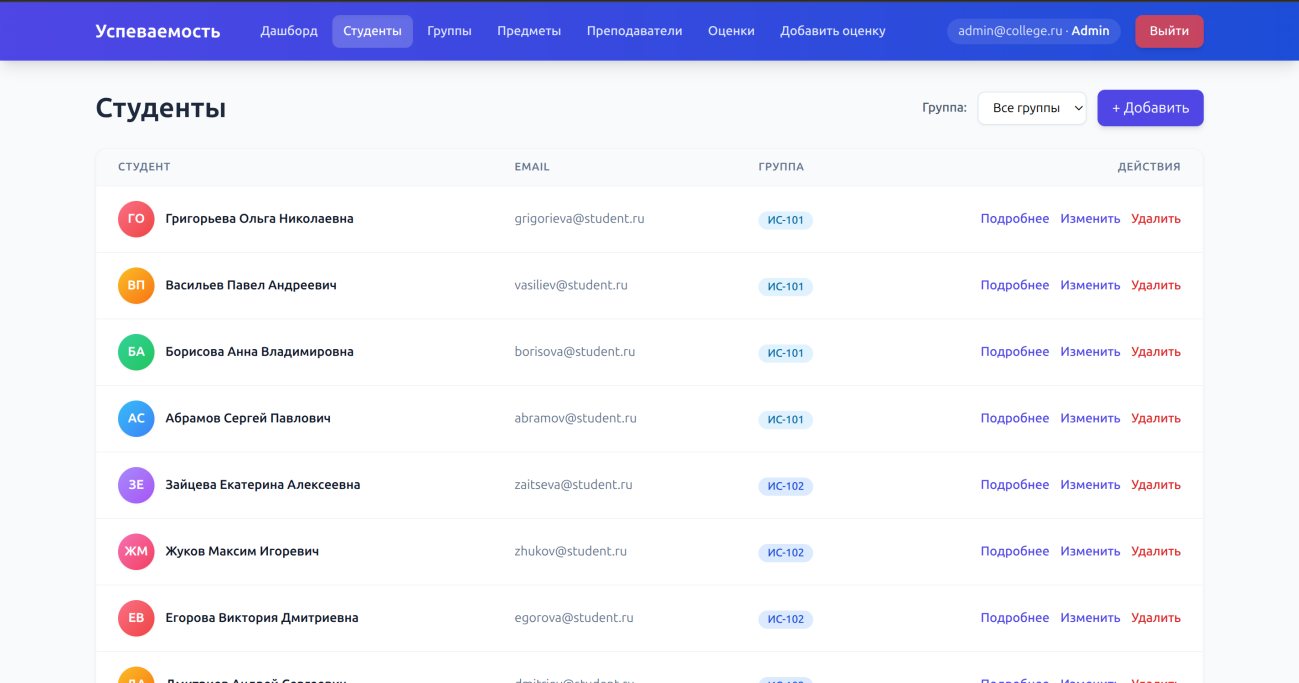 Успеваемость Дашборд Студенты Группы Предметы Преподаватели Оценки Добавить оценку admin@college.ru · Admin Выйти
Студенты Группа: Все группы + Добавить
СТУДЕНТ EMAIL ГРУППА ДЕЙСТВИЯ
ГО Григорьева Ольга Николаевна grigorieva@student.ru ИС-101 Подробнее Изменить Удалить
ВП Васильев Павел Андреевич vasiliev@student.ru ИС-101 Подробнее Изменить Удалить
БА Борисова Анна Владимировна borisova@student.ru ИС-101 Подробнее Изменить Удалить
АС Абрамов Сергей Павлович abramov@student.ru ИС-101 Подробнее Изменить Удалить
ЗЕ Зайцева Екатерина Алексеевна zaitseva@student.ru ИС-102 Подробнее Изменить Удалить
ЖМ Жуков Максим Игоревич zhukov@student.ru ИС-102 Подробнее Изменить Удалить
ЕВ Егорова Виктория Дмитриевна egorova@student.ru ИС-102 Подробнее Изменить Удалить